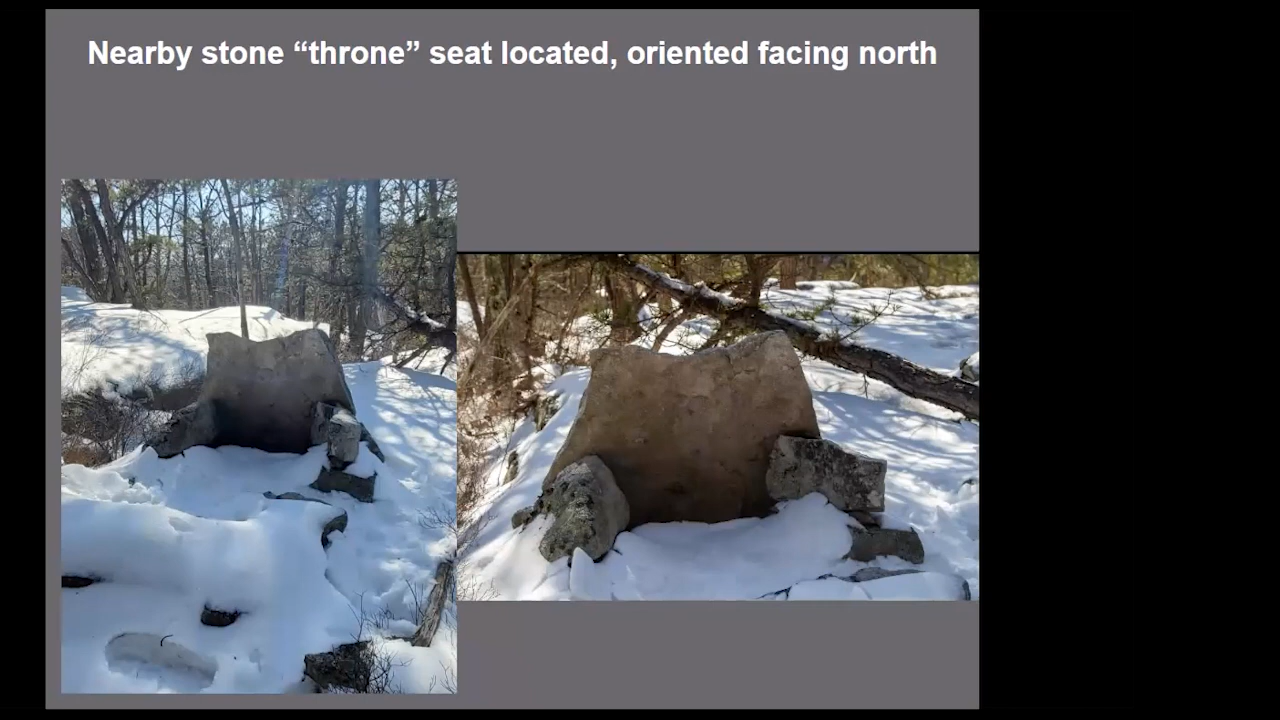 Nearby stone “throne” seat located, oriented facing north